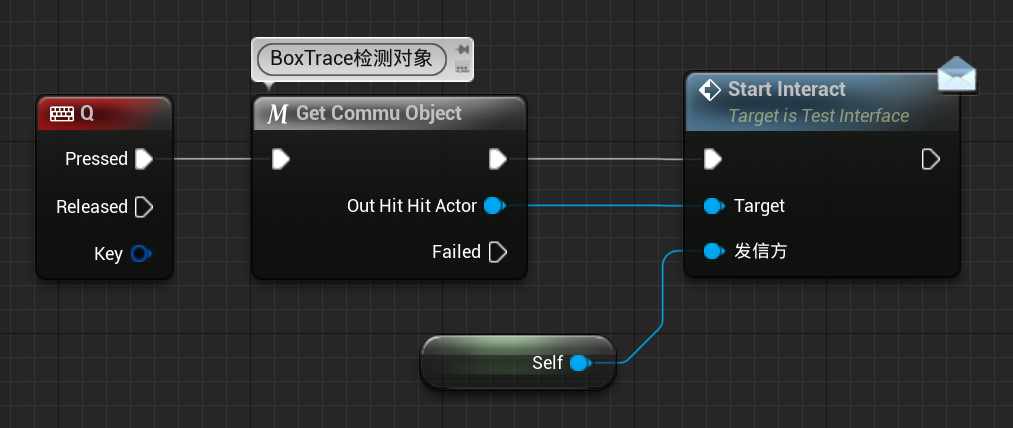 BoxTrace检测对象
Q
Get Commu Object
Start Interact
Target is Test Interface
Pressed
Released
Out Hit Hit Actor
Target
Key
Failed
发信方
Self